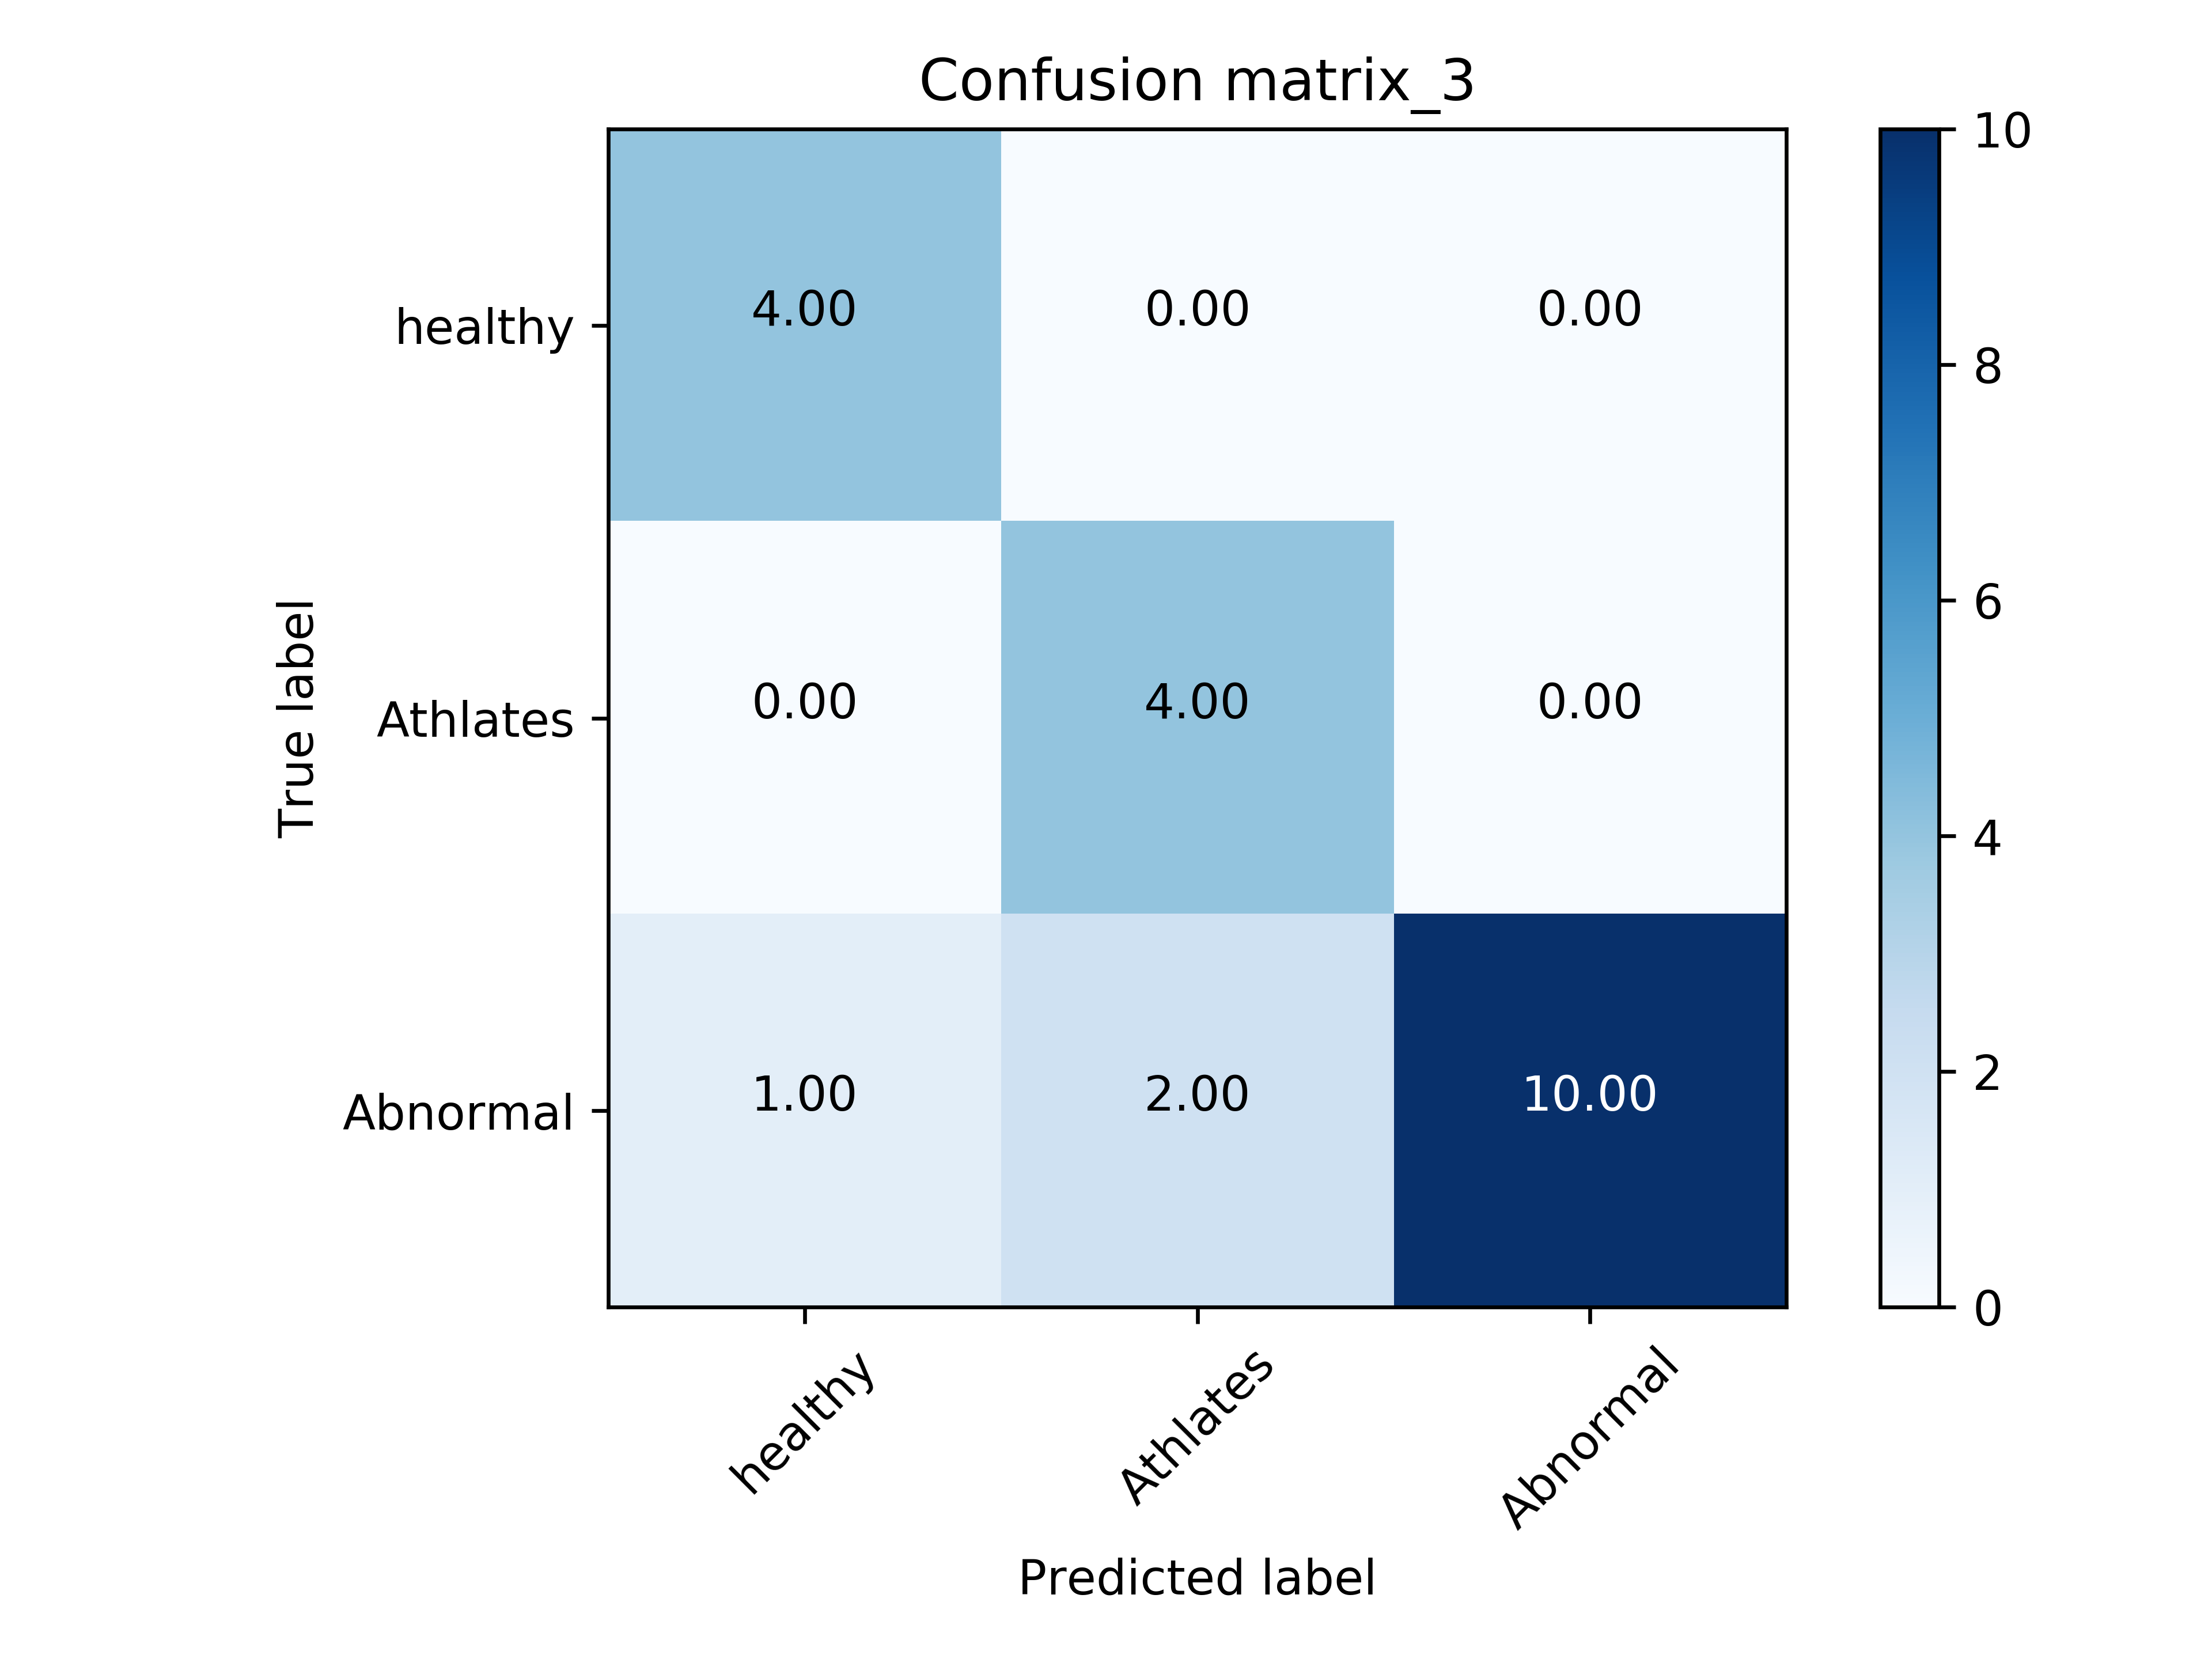 Confusion matrix_3
True label
healthy
Athlates
Abnormal
4.00 0.00 0.00
0.00 4.00 0.00
1.00 2.00 10.00
healthy
Athlates
Abnormal
Predicted label
10
8
6
4
2
0